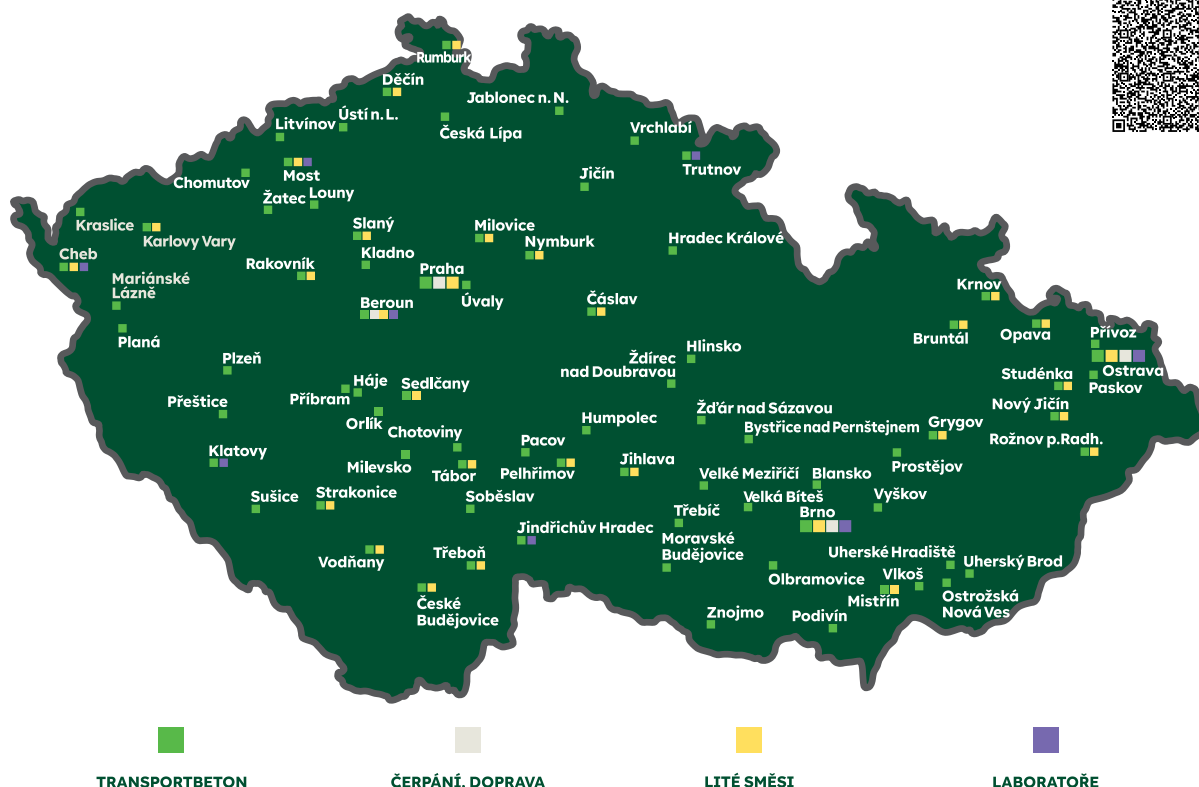 Rumburk
Děčín
Jablonec n. N.
Ústí n. L.
Litvínov
Česká Lípa
Vrchlabí
Most
Trutnov
Chomutov
Jičín
Žatec
Louny
Kraslice
Slaný
Milovice
Karlovy Vary
Nymburk
Hradec Králové
Cheb
Kladno
Rakovník
Praha
Mariánské
Lázně
Krnov
Úvaly
Beroun
Čáslav
Planá
Bruntál
Opava
Přívoz
Hlinsko
Plzeň
Ždírec
nad Doubravou
Ostrava
Studénka
Háje
Sedlčany
Paskov
Příbram
Přeštice
Nový Jičín
Žďár nad Sázavou
Humpolec
Orlík
Grygov
Bystřice nad Pernštejnem
Chotoviny
Pacov
Rožnov p.Radh.
Klatovy
Jihlava
Milevsko
Prostějov
Tábor
Pelhřimov
Velké Meziříčí
Blansko
Sušice
Strakonice
Soběslav
Velká Bíteš
Vyškov
Třebíč
Brno
Jindřichův Hradec
Moravské
Budějovice
Uherské Hradiště
Třeboň
Vodňany
Uherský Brod
Vlkoš
Olbramovice
Mistřín
Ostrožská
Nová Ves
České
Budějovice
Znojmo
Podivín
TRANSPORTBETON
ČERPÁNÍ, DOPRAVA
LITÉ SMĚSI
LABORATOŘE